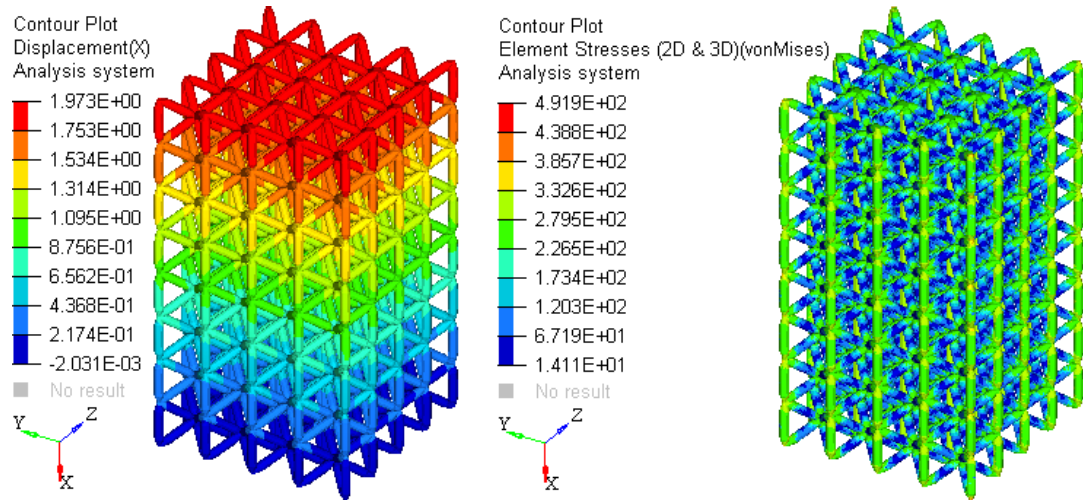 Contour Plot
Displacement(X)
Analysis system
1.973E+00
1.753E+00
1.534E+00
1.314E+00
1.095E+00
8.756E-01
6.562E-01
4.368E-01
2.174E-01
-2.031E-03
No result
Y
Z
X
Contour Plot
Element Stresses (2D & 3D)(vonMises)
Analysis system
4.919E+02
4.388E+02
3.857E+02
3.326E+02
2.795E+02
2.265E+02
1.734E+02
1.203E+02
6.719E+01
1.411E+01
No result
Y
Z
X